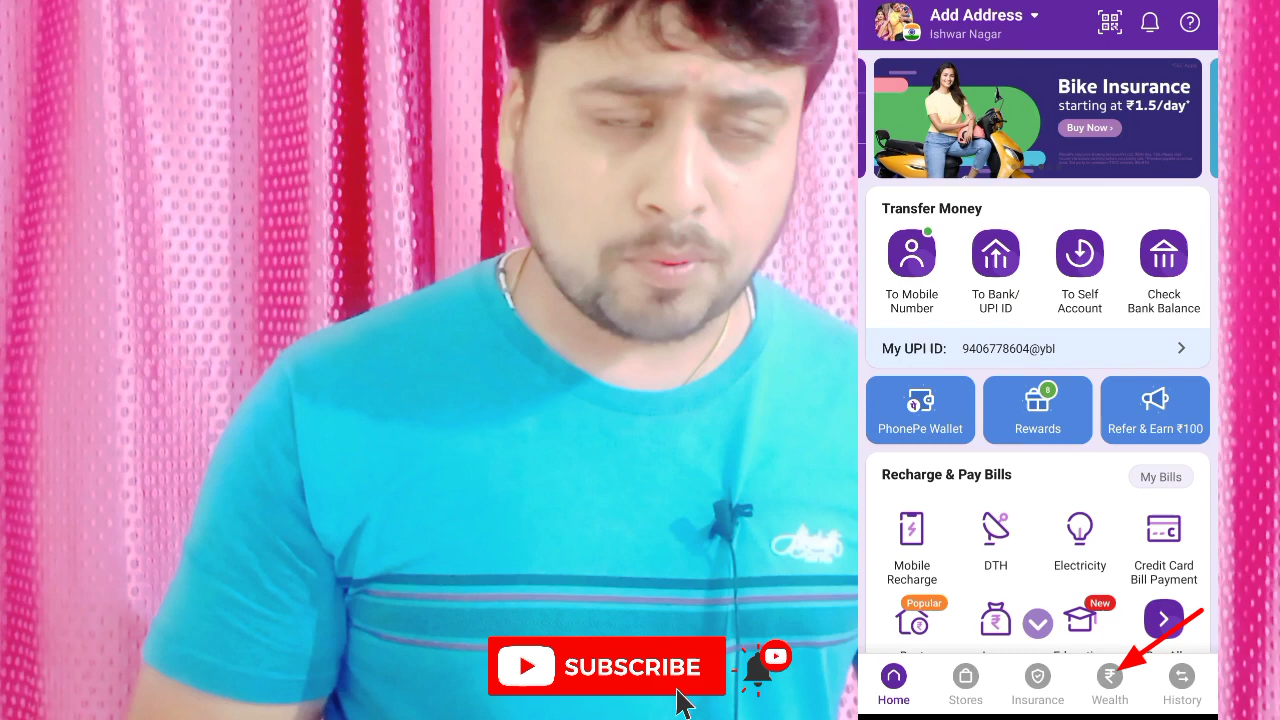 Add Address
Ishwar Nagar
Bike Insurance
starting at ₹1.5/day*
Buy Now ›
Transfer Money
To Mobile
Number
To Bank/
UPI ID
To Self
Account
Check
Bank Balance
My UPI ID: 9406778604@ybl
PhonePe Wallet
8
Rewards
Refer & Earn ₹100
Recharge & Pay Bills
My Bills
Mobile
Recharge
DTH
Electricity
Credit Card
Bill Payment
Popular
New
SUBSCRIBE
Home
Stores
Insurance
Wealth
History